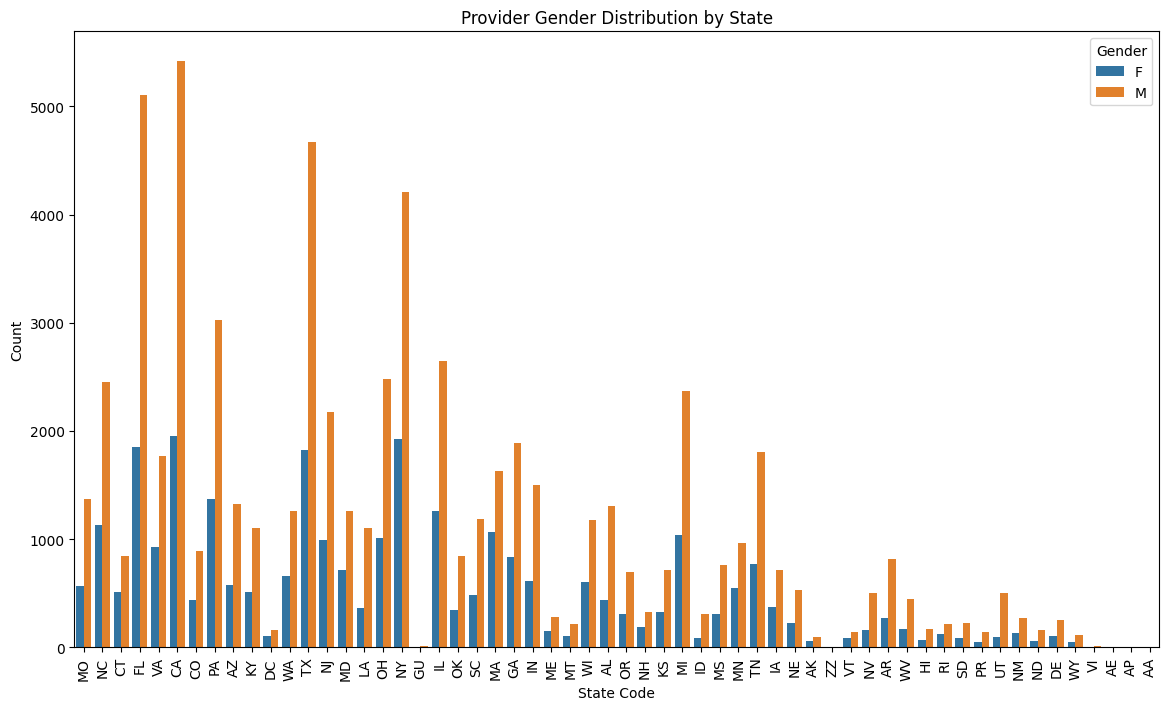 Provider Gender Distribution by State
Gender
F
M
Count
5000
4000
3000
2000
1000
0
MO NC CT FL VA CA CO PA AZ KY DC WA TX NJ MD LA OH NY GU IL OK SC MA GA IN ME MT WI AL OR NH KS MI ID MS MN TN IA NE AK ZZ VT NV AR WV HI RI SD PR UT NM ND DE WY VI AE AP AA
State Code